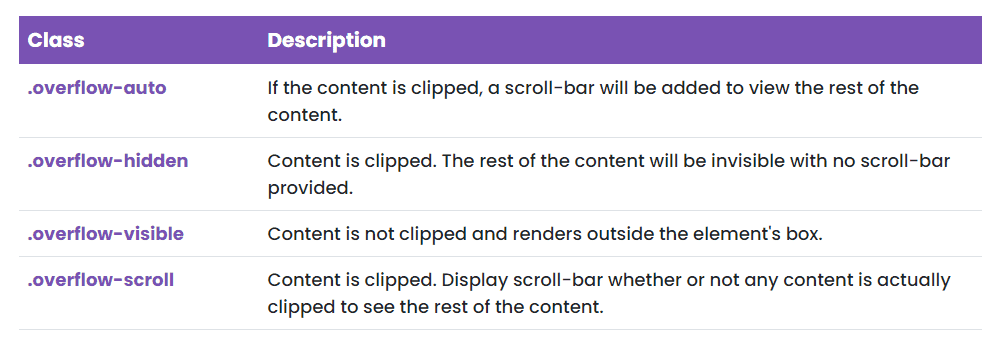 Class Description
.overflow-auto If the content is clipped, a scroll-bar will be added to view the rest of the
content.
.overflow-hidden Content is clipped. The rest of the content will be invisible with no scroll-bar
provided.
.overflow-visible Content is not clipped and renders outside the element's box.
.overflow-scroll Content is clipped. Display scroll-bar whether or not any content is actually
clipped to see the rest of the content.